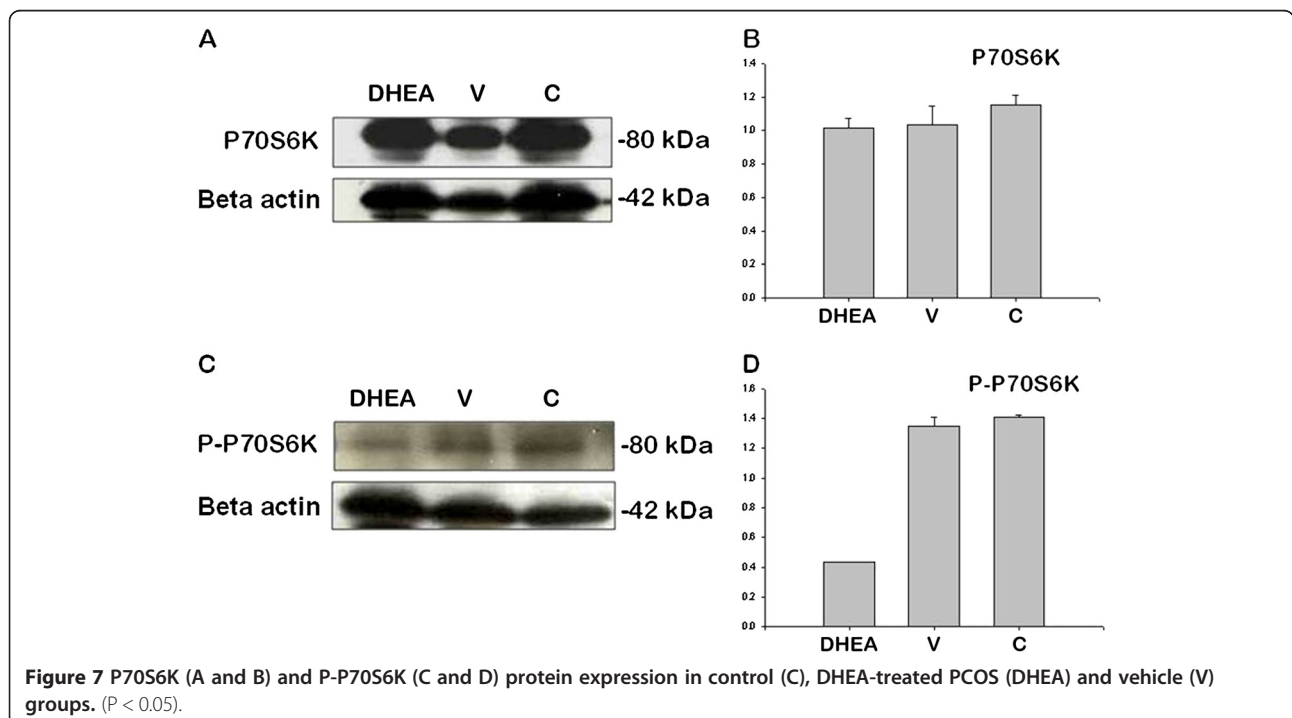 A
DHEA V C
P70S6K
-80 kDa
Beta actin
-42 kDa
B
P70S6K
1.4
1.2
1.0
0.8
0.6
0.4
0.2
0.0
DHEA V C
C
DHEA V C
P-P70S6K
-80 kDa
Beta actin
-42 kDa
D
P-P70S6K
1.6
1.4
1.2
1.0
0.8
0.6
0.4
0.2
0.0
DHEA V C
Figure 7 P70S6K (A and B) and P-P70S6K (C and D) protein expression in control (C), DHEA-treated PCOS (DHEA) and vehicle (V)
groups. (P < 0.05).